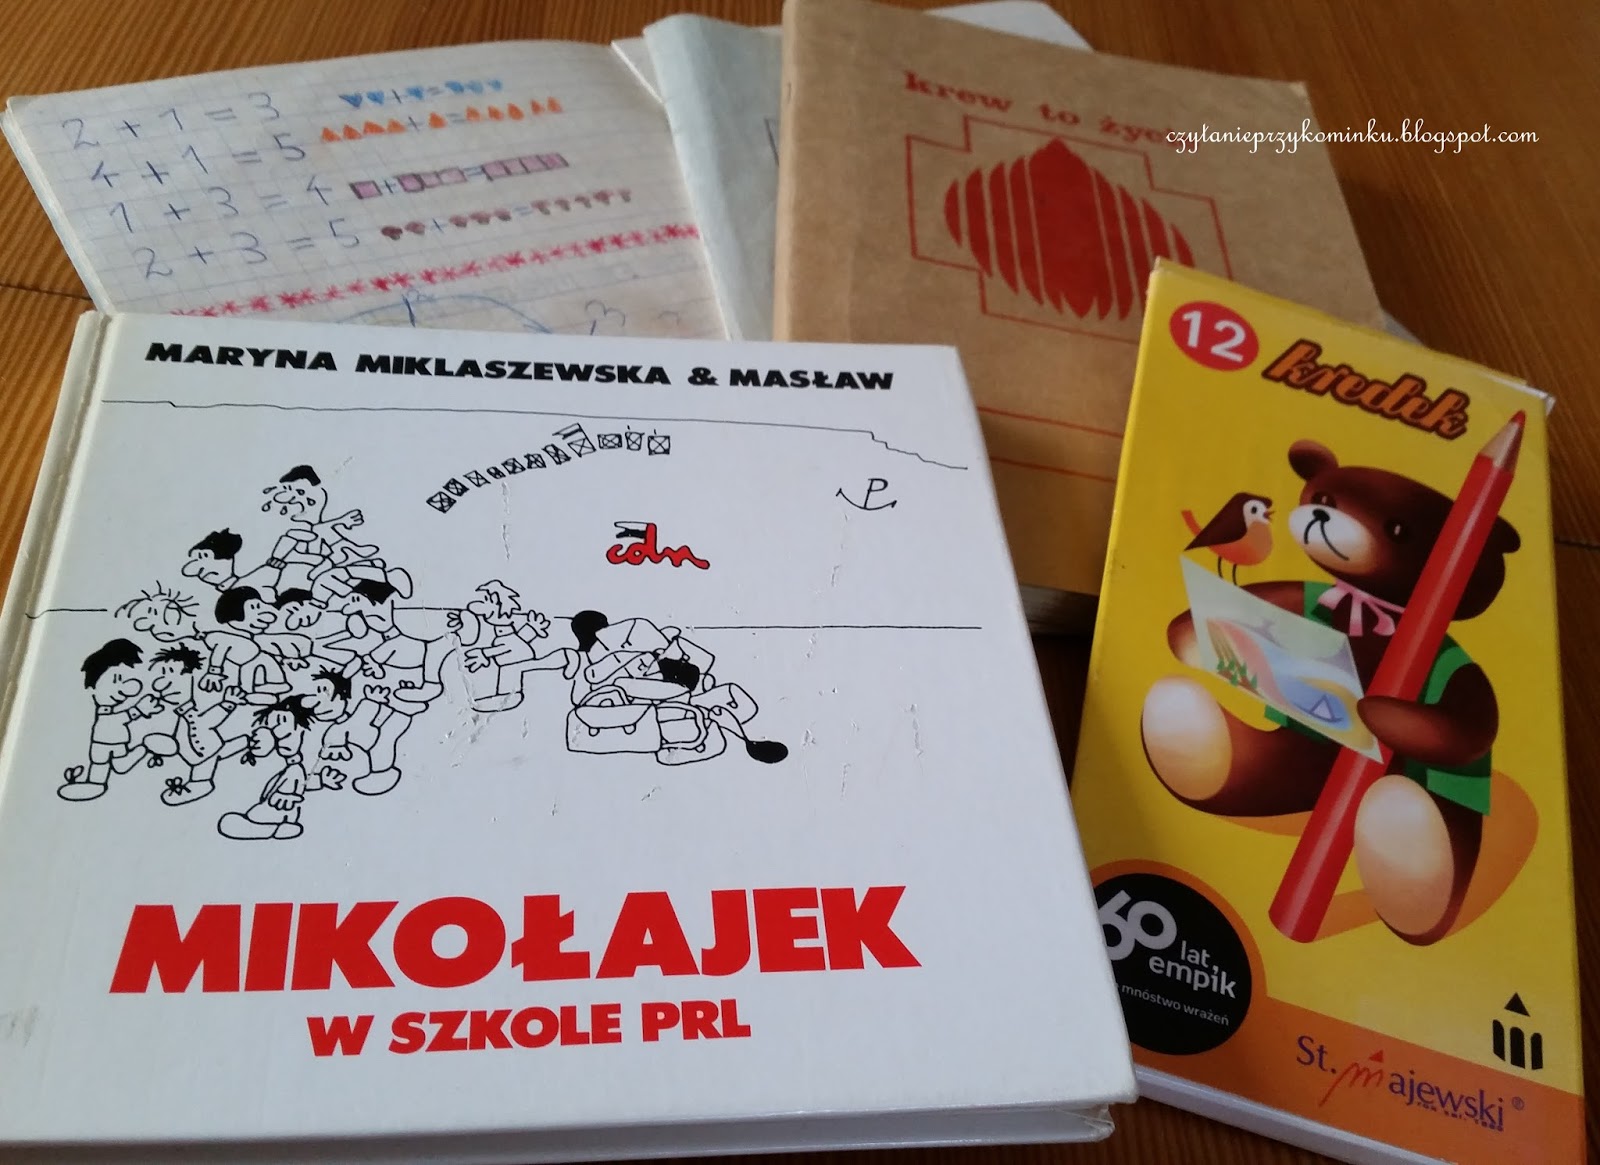 2 + 1 = 3
4 + 1 = 5
1 + 3 = 4
2 + 3 = 5
krew to
czytanieprzykominku.blogspot.com
12
kredek
MARYNA MIKLASZEWSKA & MASŁAW
P
cdn
MIKOŁAJEK
W SZKOLE PRL
60 lat
empik
mnóstwo wrażeń
St. Majewski ®